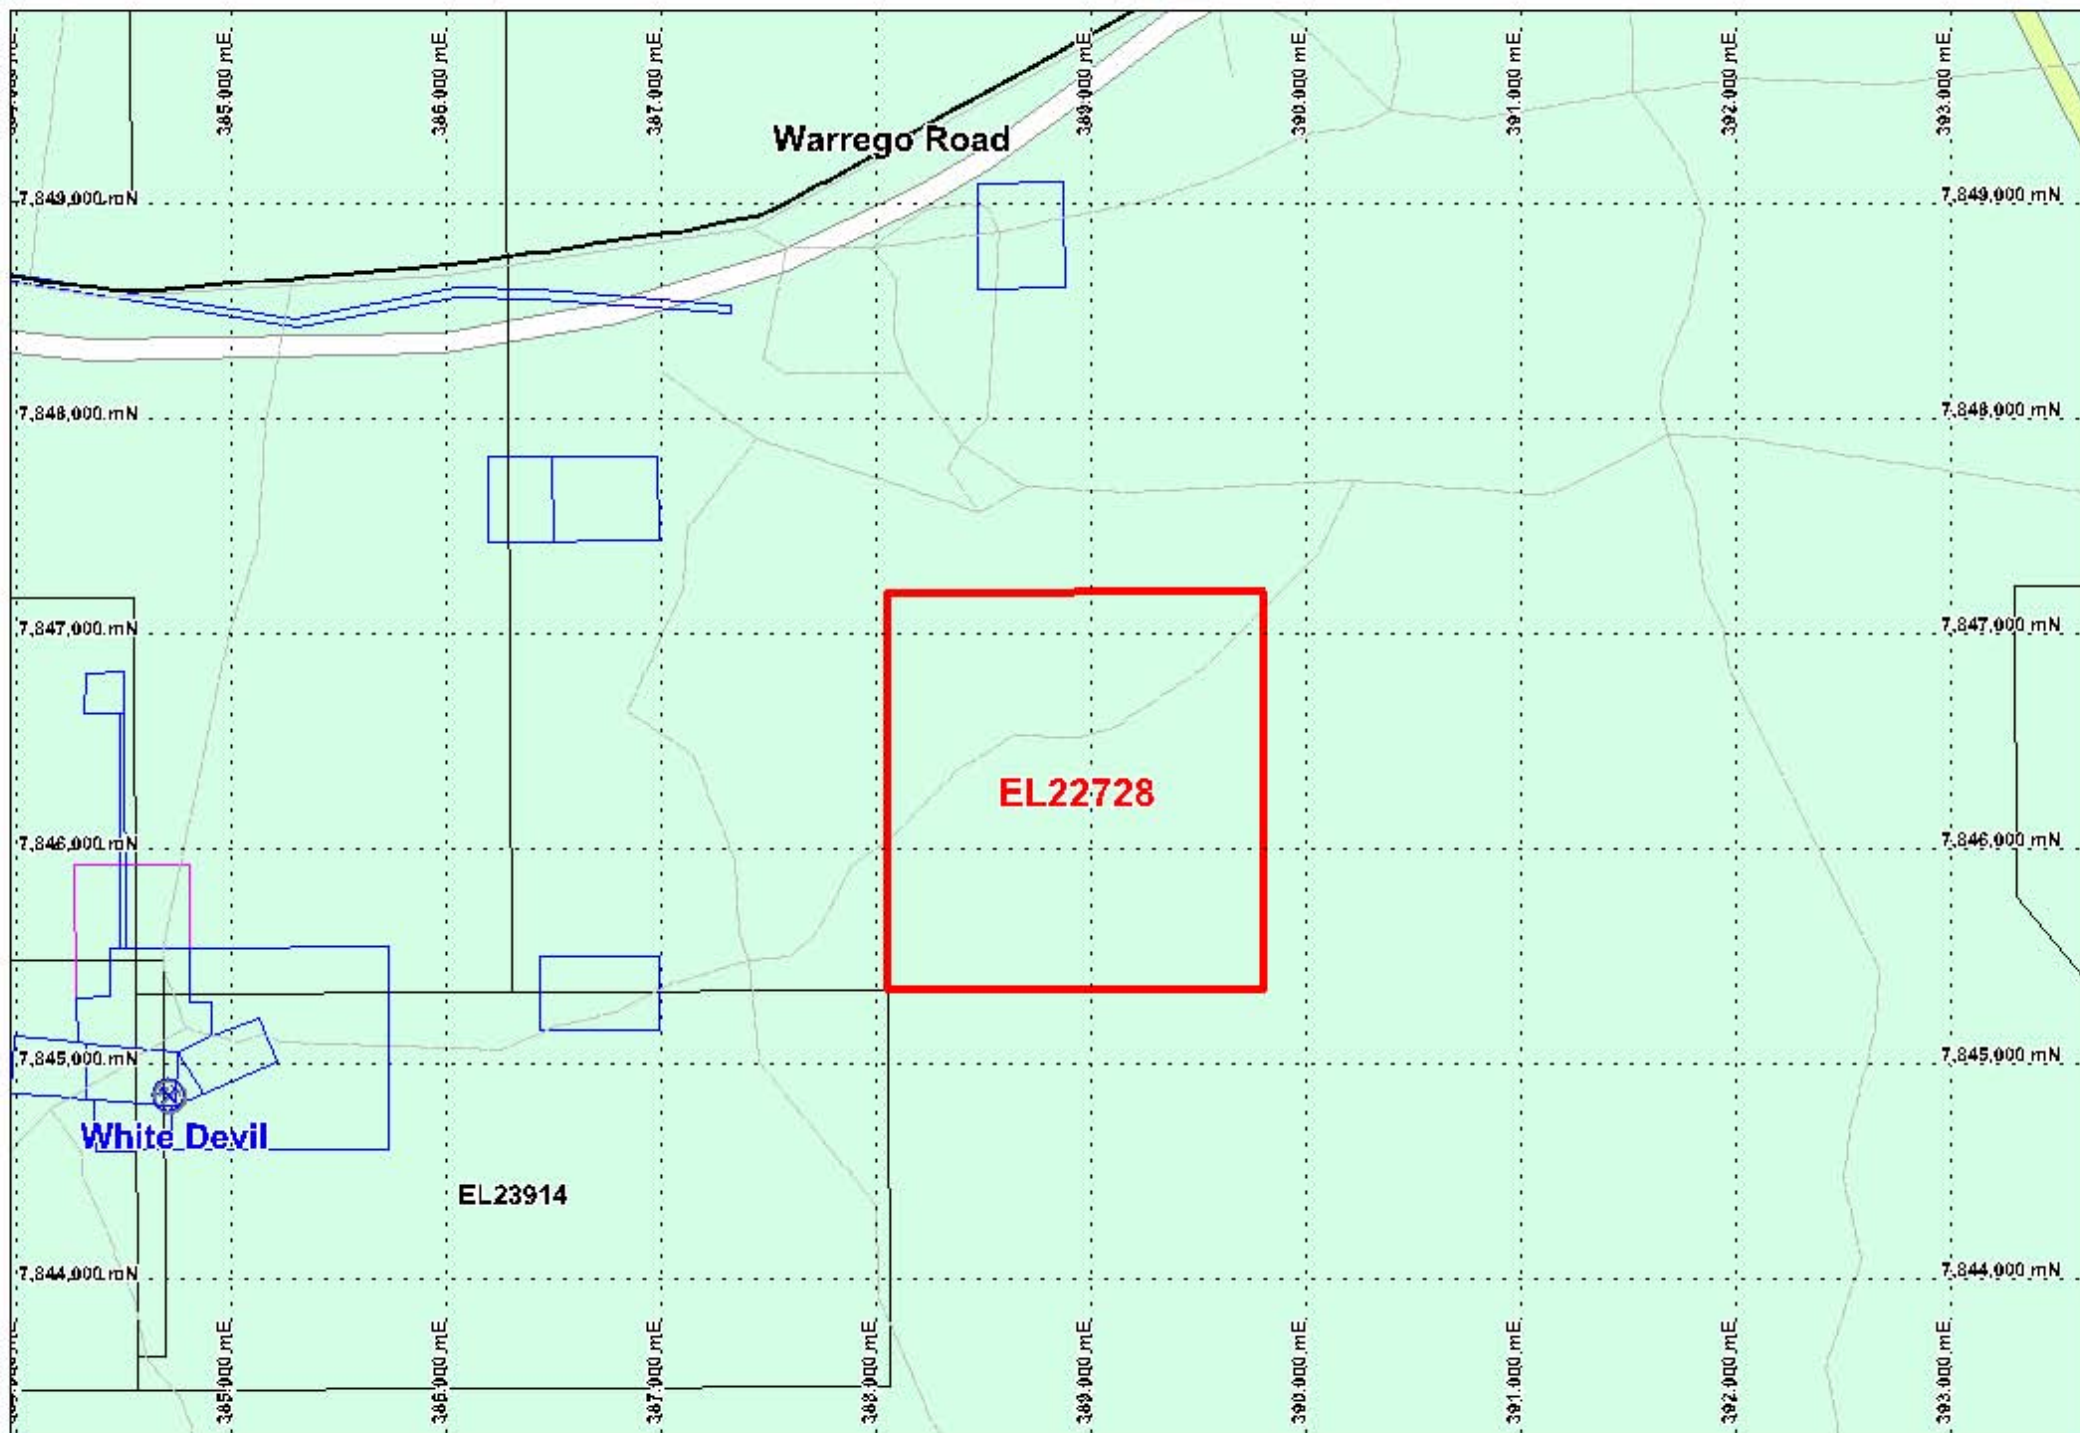 385,000 mE
386,000 mE
387,000 mE
389,000 mE
390,000 mE
391,000 mE
392,000 mE
393,000 mE
Warrego Road
7,849,000 mN
7,849,000 mN
7,848,000 mN
7,848,000 mN
7,847,000 mN
7,847,000 mN
EL22728
7,846,000 mN
7,846,000 mN
7,845,000 mN
7,845,000 mN
White Devil
EL23914
7,844,000 mN
7,844,000 mN
385,000 mE
386,000 mE
387,000 mE
388,000 mE
389,000 mE
390,000 mE
391,000 mE
392,000 mE
393,000 mE